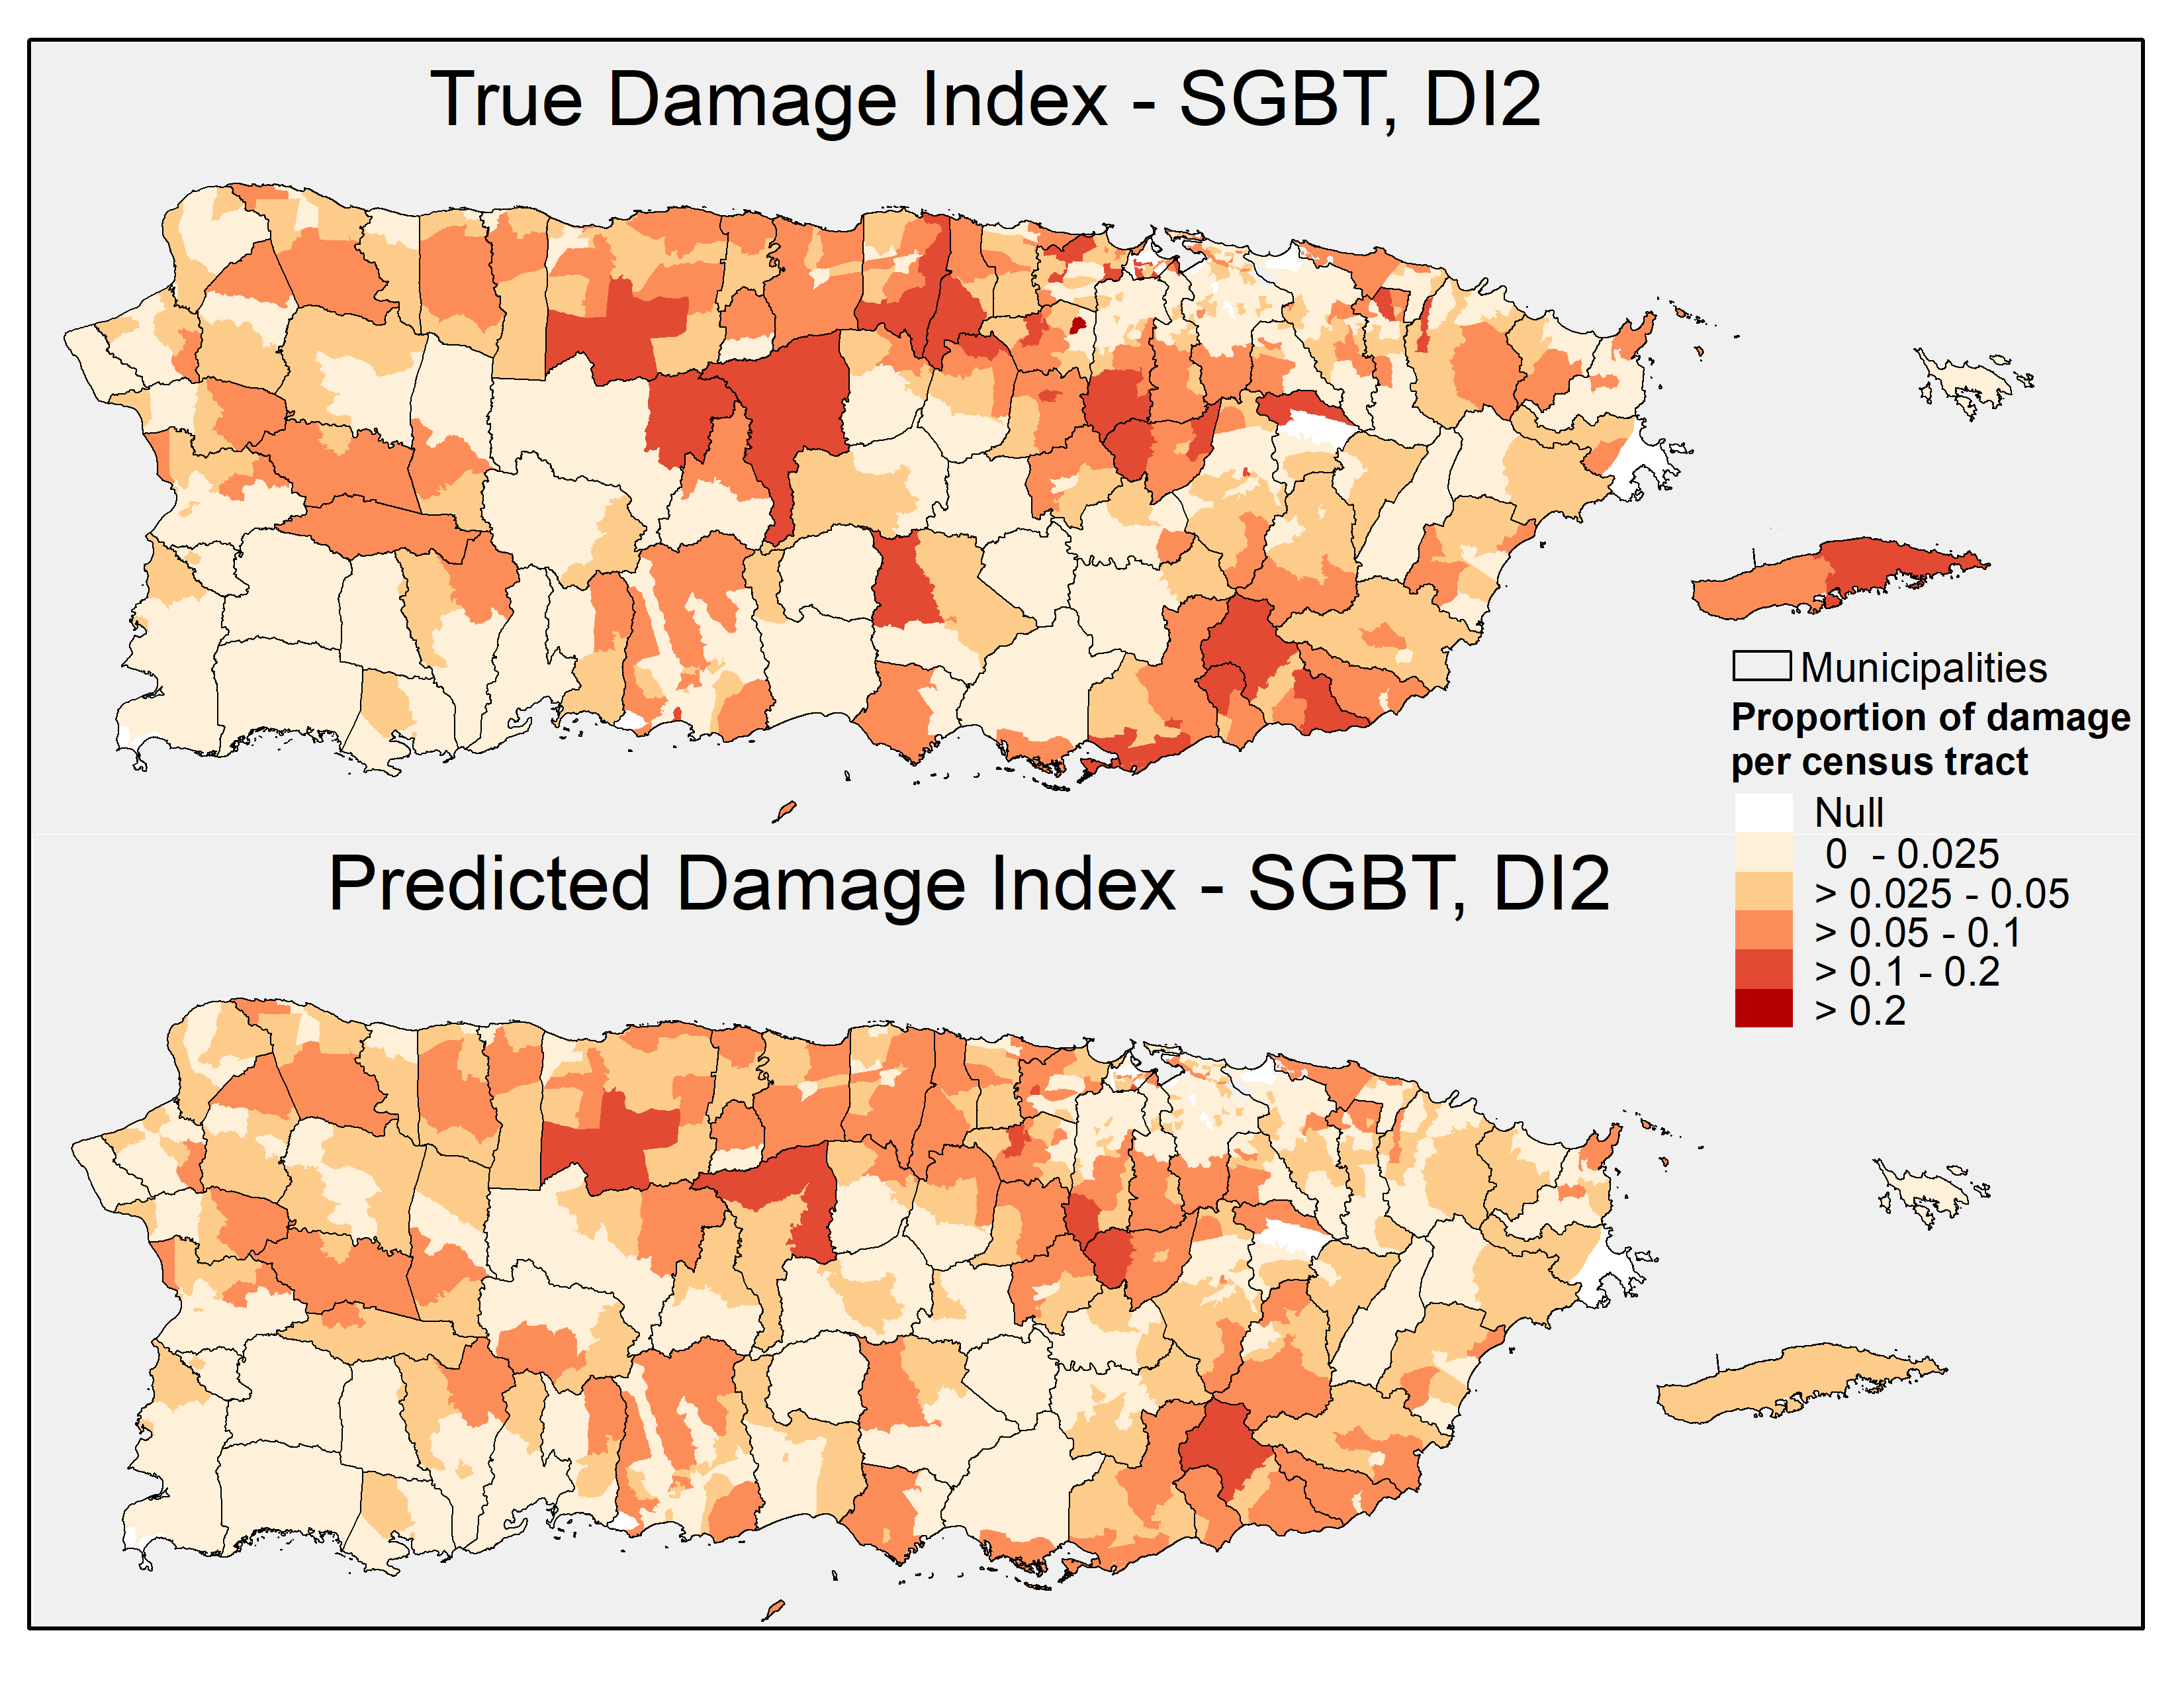 True Damage Index - SGBT, DI2
Municipalities
Proportion of damage
per census tract
Null
0 - 0.025
> 0.025 - 0.05
> 0.05 - 0.1
> 0.1 - 0.2
> 0.2
Predicted Damage Index - SGBT, DI2